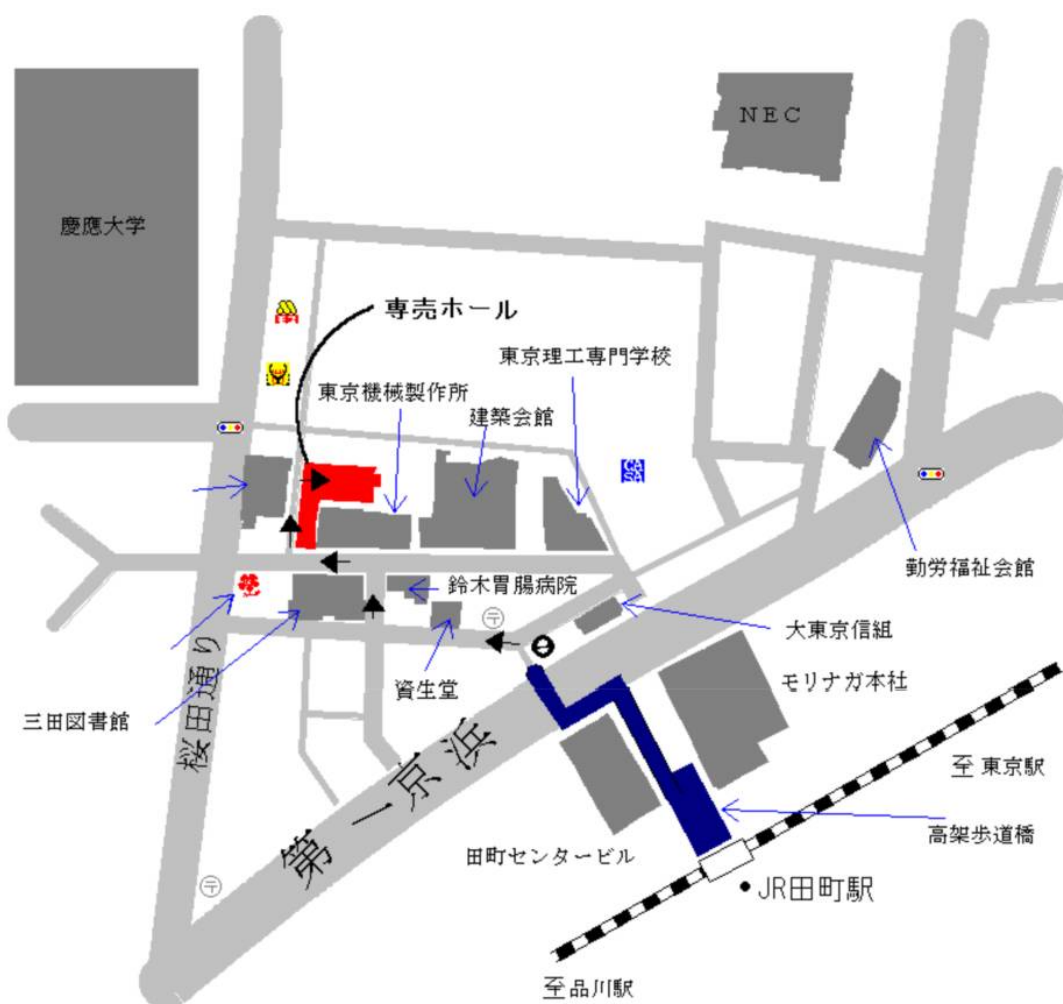 NEC
慶應大学
専売ホール
東京理工専門学校
東京機械製作所
建築会館
勤労福祉会館
鈴木胃腸病院
〒
大東京信組
モリナガ本社
資生堂
三田図書館
桜田通り
第一京浜
至 東京駅
高架歩道橋
田町センタービル
〒
JR田町駅
至品川駅